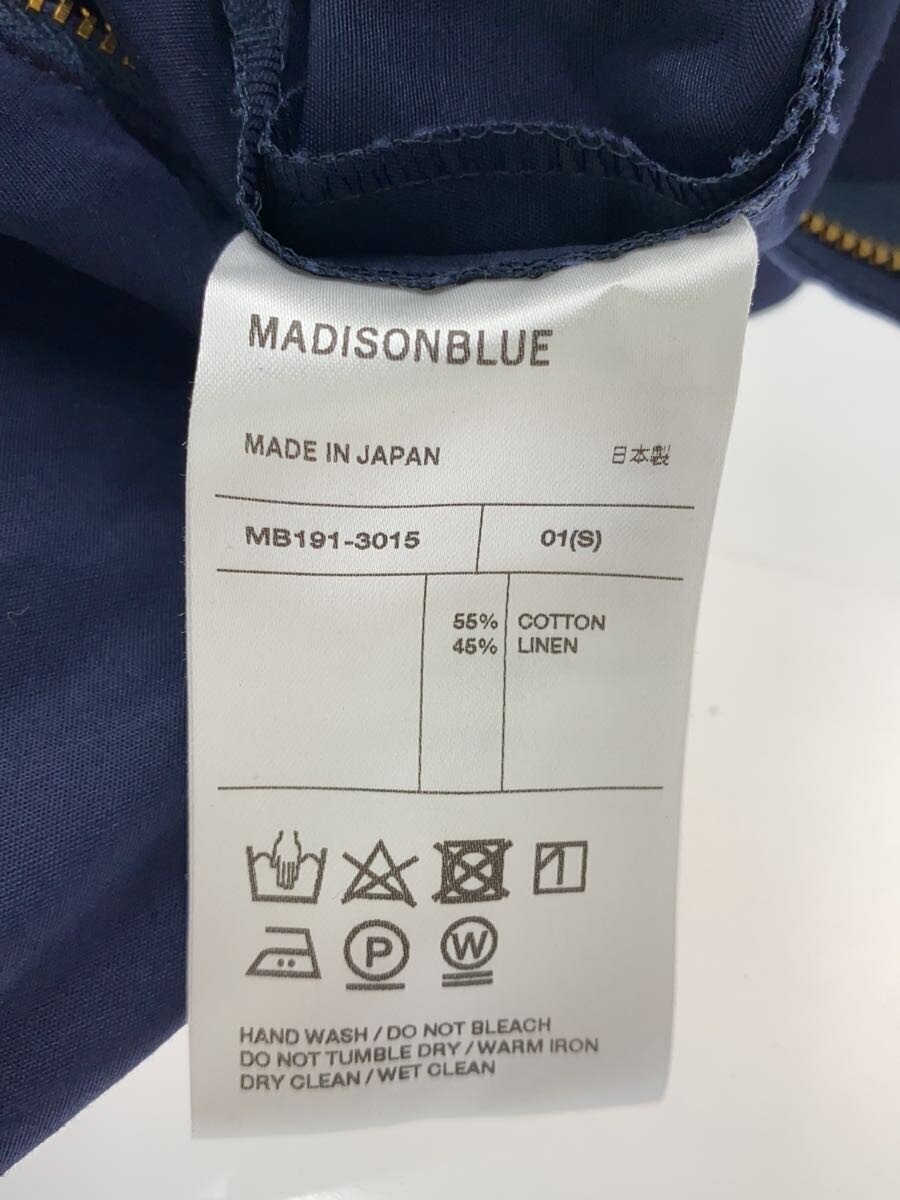 MADISONBLUE
MADE IN JAPAN 日本製
MB191-3015 01(S)
55% COTTON
45% LINEN
P W
HAND WASH / DO NOT BLEACH
DO NOT TUMBLE DRY / WARM IRON
DRY CLEAN / WET CLEAN